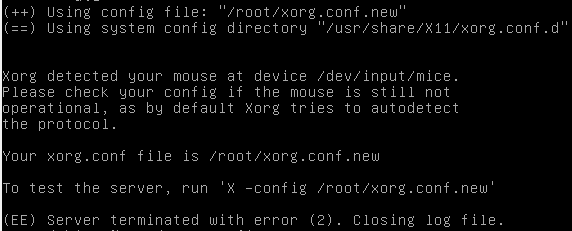 (++) Using config file: "/root/xorg.conf.new"
(==) Using system config directory "/usr/share/X11/xorg.conf.d"
Xorg detected your mouse at device /dev/input/mice.
Please check your config if the mouse is still not
operational, as by default Xorg tries to autodetect
the protocol.
Your xorg.conf file is /root/xorg.conf.new
To test the server, run 'X -config /root/xorg.conf.new'
(EE) Server terminated with error (2). Closing log file.